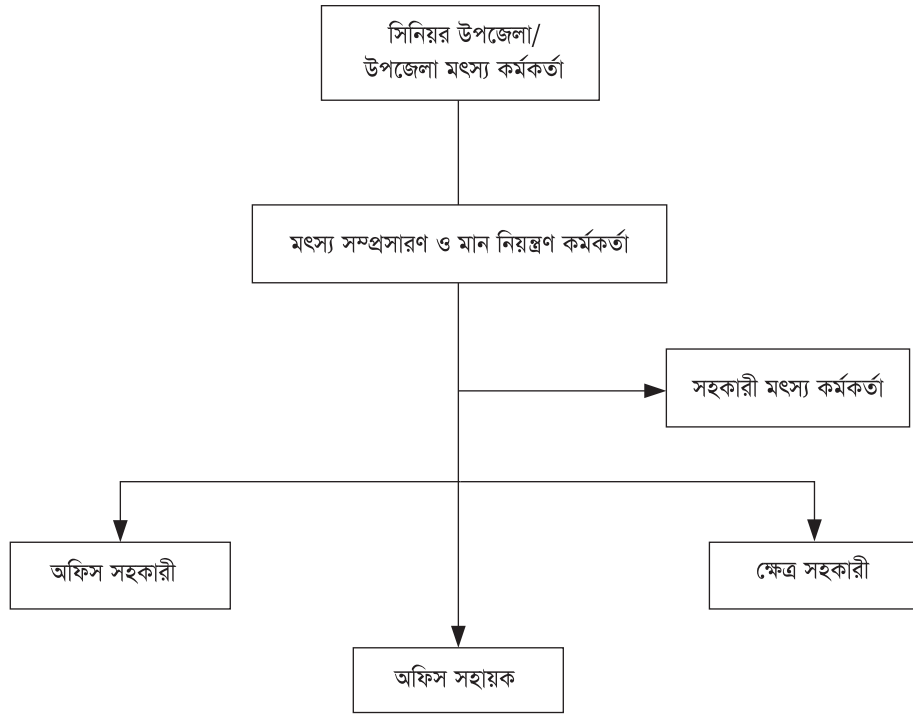 সিনিয়র উপজেলা/
উপজেলা মৎস্য কর্মকর্তা
মৎস্য সম্প্রসারণ ও মান নিয়ন্ত্রণ কর্মকর্তা
সহকারী মৎস্য কর্মকর্তা
অফিস সহকারী
ক্ষেত্র সহকারী
অফিস সহায়ক